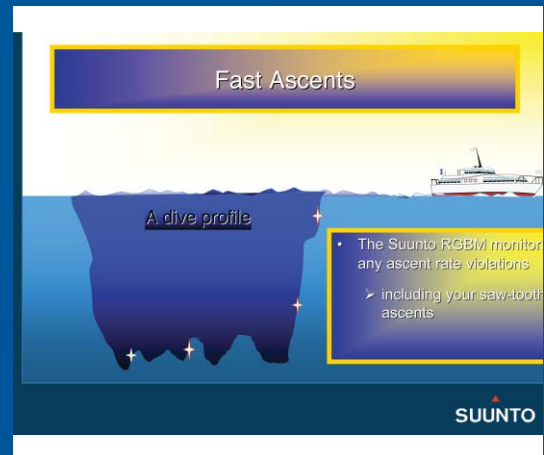 Fast Ascents
A dive profile
• The Suunto RGBM monitor
any ascent rate violations
➢ including your saw-tooth
ascents
SUUNTO